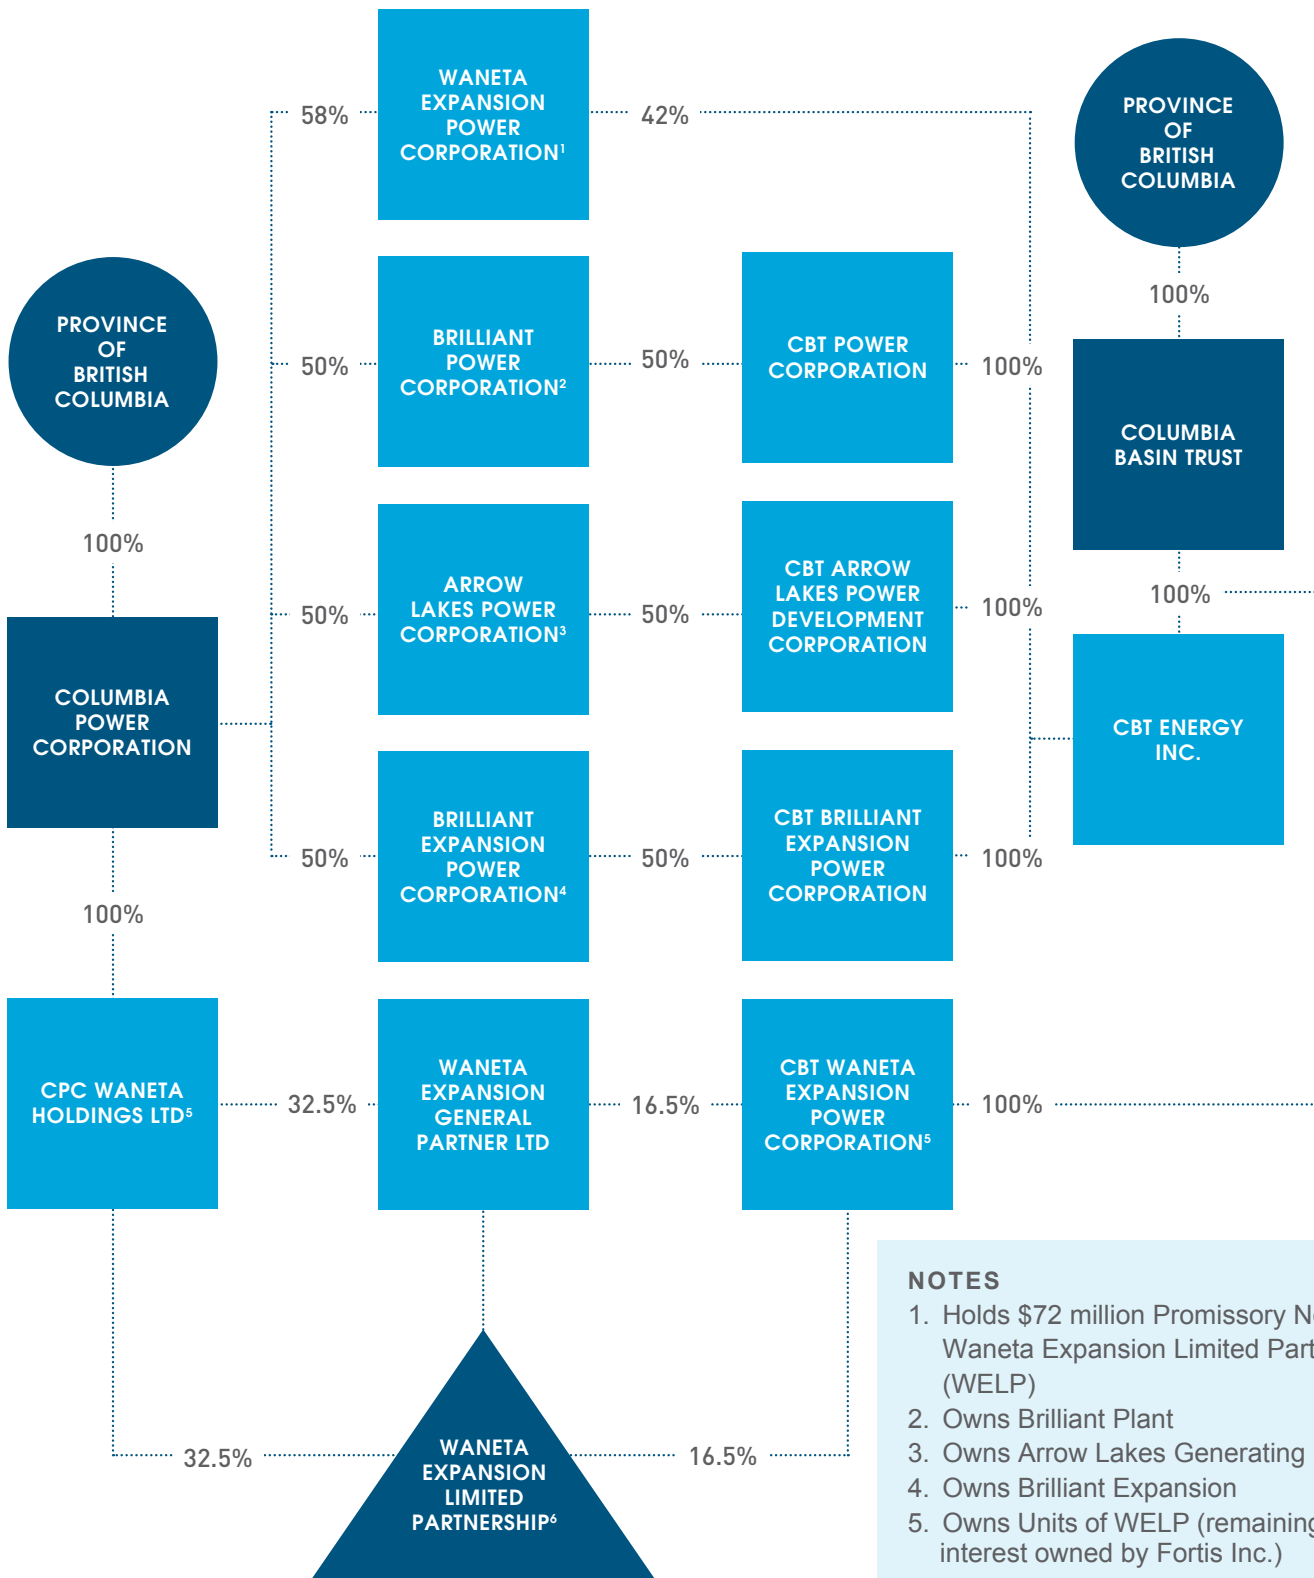 WANETA
EXPANSION
POWER
CORPORATION¹
58%
42%
PROVINCE
OF
BRITISH
COLUMBIA
100%
PROVINCE
OF
BRITISH
COLUMBIA
100%
BRILLIANT
POWER
CORPORATION²
50%
50%
CBT POWER
CORPORATION
100%
COLUMBIA
BASIN TRUST
100%
ARROW
LAKES POWER
CORPORATION³
50%
50%
CBT ARROW
LAKES POWER
DEVELOPMENT
CORPORATION
100%
COLUMBIA
POWER
CORPORATION
CBT ENERGY
INC.
BRILLIANT
EXPANSION
POWER
CORPORATION⁴
50%
50%
CBT BRILLIANT
EXPANSION
POWER
CORPORATION
100%
100%
CPC WANETA
HOLDINGS LTD⁵
32.5%
WANETA
EXPANSION
GENERAL
PARTNER LTD
16.5%
CBT WANETA
EXPANSION
POWER
CORPORATION⁵
100%
32.5%
WANETA
EXPANSION
LIMITED
PARTNERSHIP⁶
16.5%
NOTES
1. Holds $72 million Promissory
Waneta Expansion Limited
(WELP)
2. Owns Brilliant Plant
3. Owns Arrow Lakes Generating
4. Owns Brilliant Expansion
5. Owns Units of WELP (remaining
interest owned by Fortis Inc.)